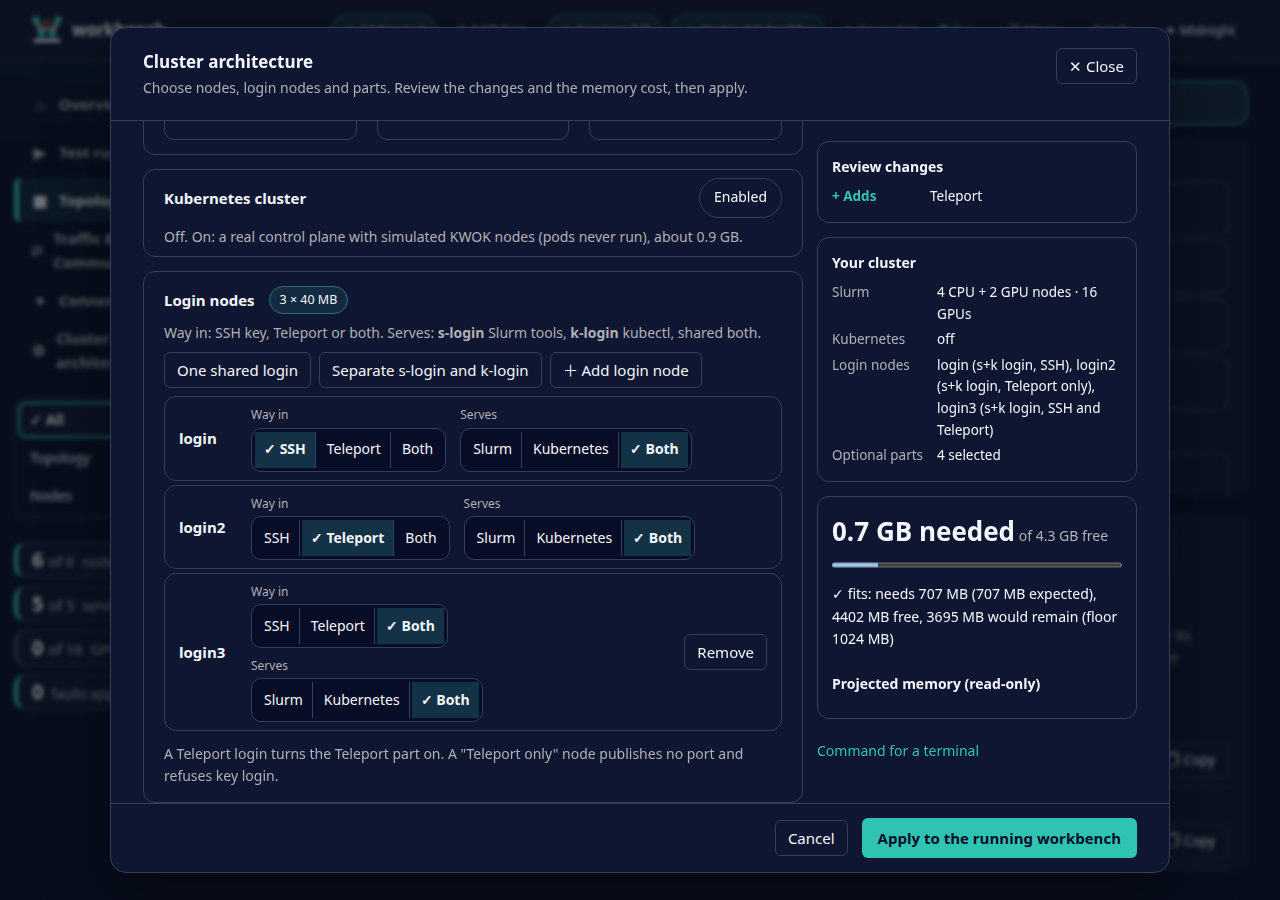 Cluster architecture
Choose nodes, login nodes and parts. Review the changes and the memory cost, then apply.
✕ Close
Kubernetes cluster
Enabled
Off. On: a real control plane with simulated KWOK nodes (pods never run), about 0.9 GB.
Login nodes
3 × 40 MB
Way in: SSH key, Teleport or both. Serves: s-login Slurm tools, k-login kubectl, shared both.
One shared login
Separate s-login and k-login
＋ Add login node
login
Way in
✓ SSH
Teleport
Both
Serves
Slurm
Kubernetes
✓ Both
login2
Way in
SSH
✓ Teleport
Both
Serves
Slurm
Kubernetes
✓ Both
login3
Way in
SSH
Teleport
✓ Both
Serves
Slurm
Kubernetes
✓ Both
Remove
A Teleport login turns the Teleport part on. A "Teleport only" node publishes no port and
refuses key login.
Review changes
+ Adds
Teleport
Your cluster
Slurm
4 CPU + 2 GPU nodes · 16
GPUs
Kubernetes
off
Login nodes
login (s+k login, SSH), login2
(s+k login, Teleport only),
login3 (s+k login, SSH and
Teleport)
Optional parts
4 selected
0.7 GB needed of 4.3 GB free
✓ fits: needs 707 MB (707 MB expected),
4402 MB free, 3695 MB would remain (floor
1024 MB)
Projected memory (read-only)
Command for a terminal
Cancel
Apply to the running workbench
✓ All
Topology
Nodes
Copy
Copy
Midnight